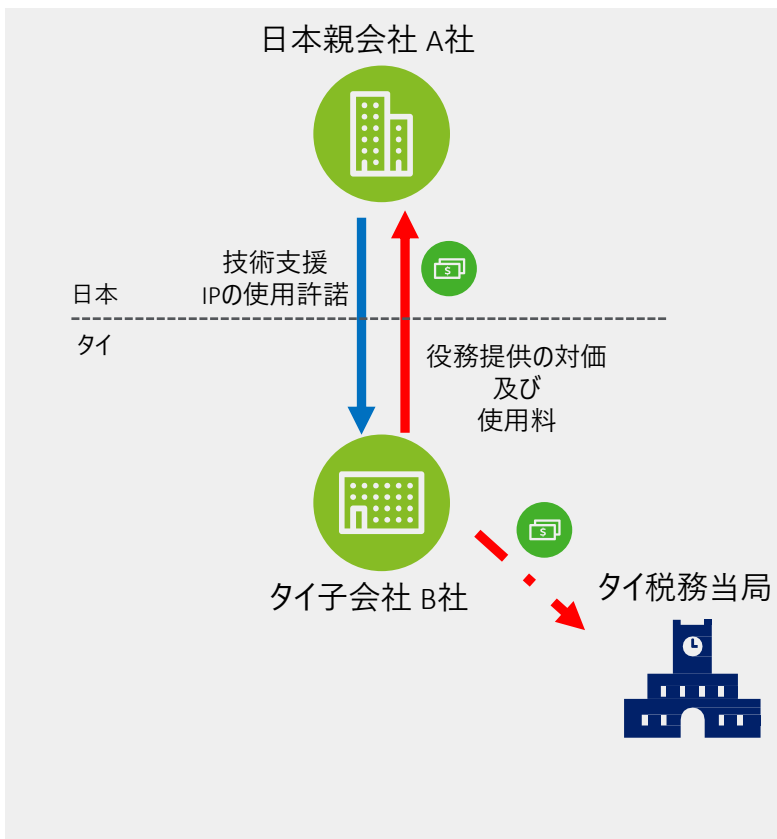 日本親会社 A社
技術支援
IPの使用許諾
$
日本
タイ
役務提供の対価
及び
使用料
$
タイ子会社 B社
タイ税務当局